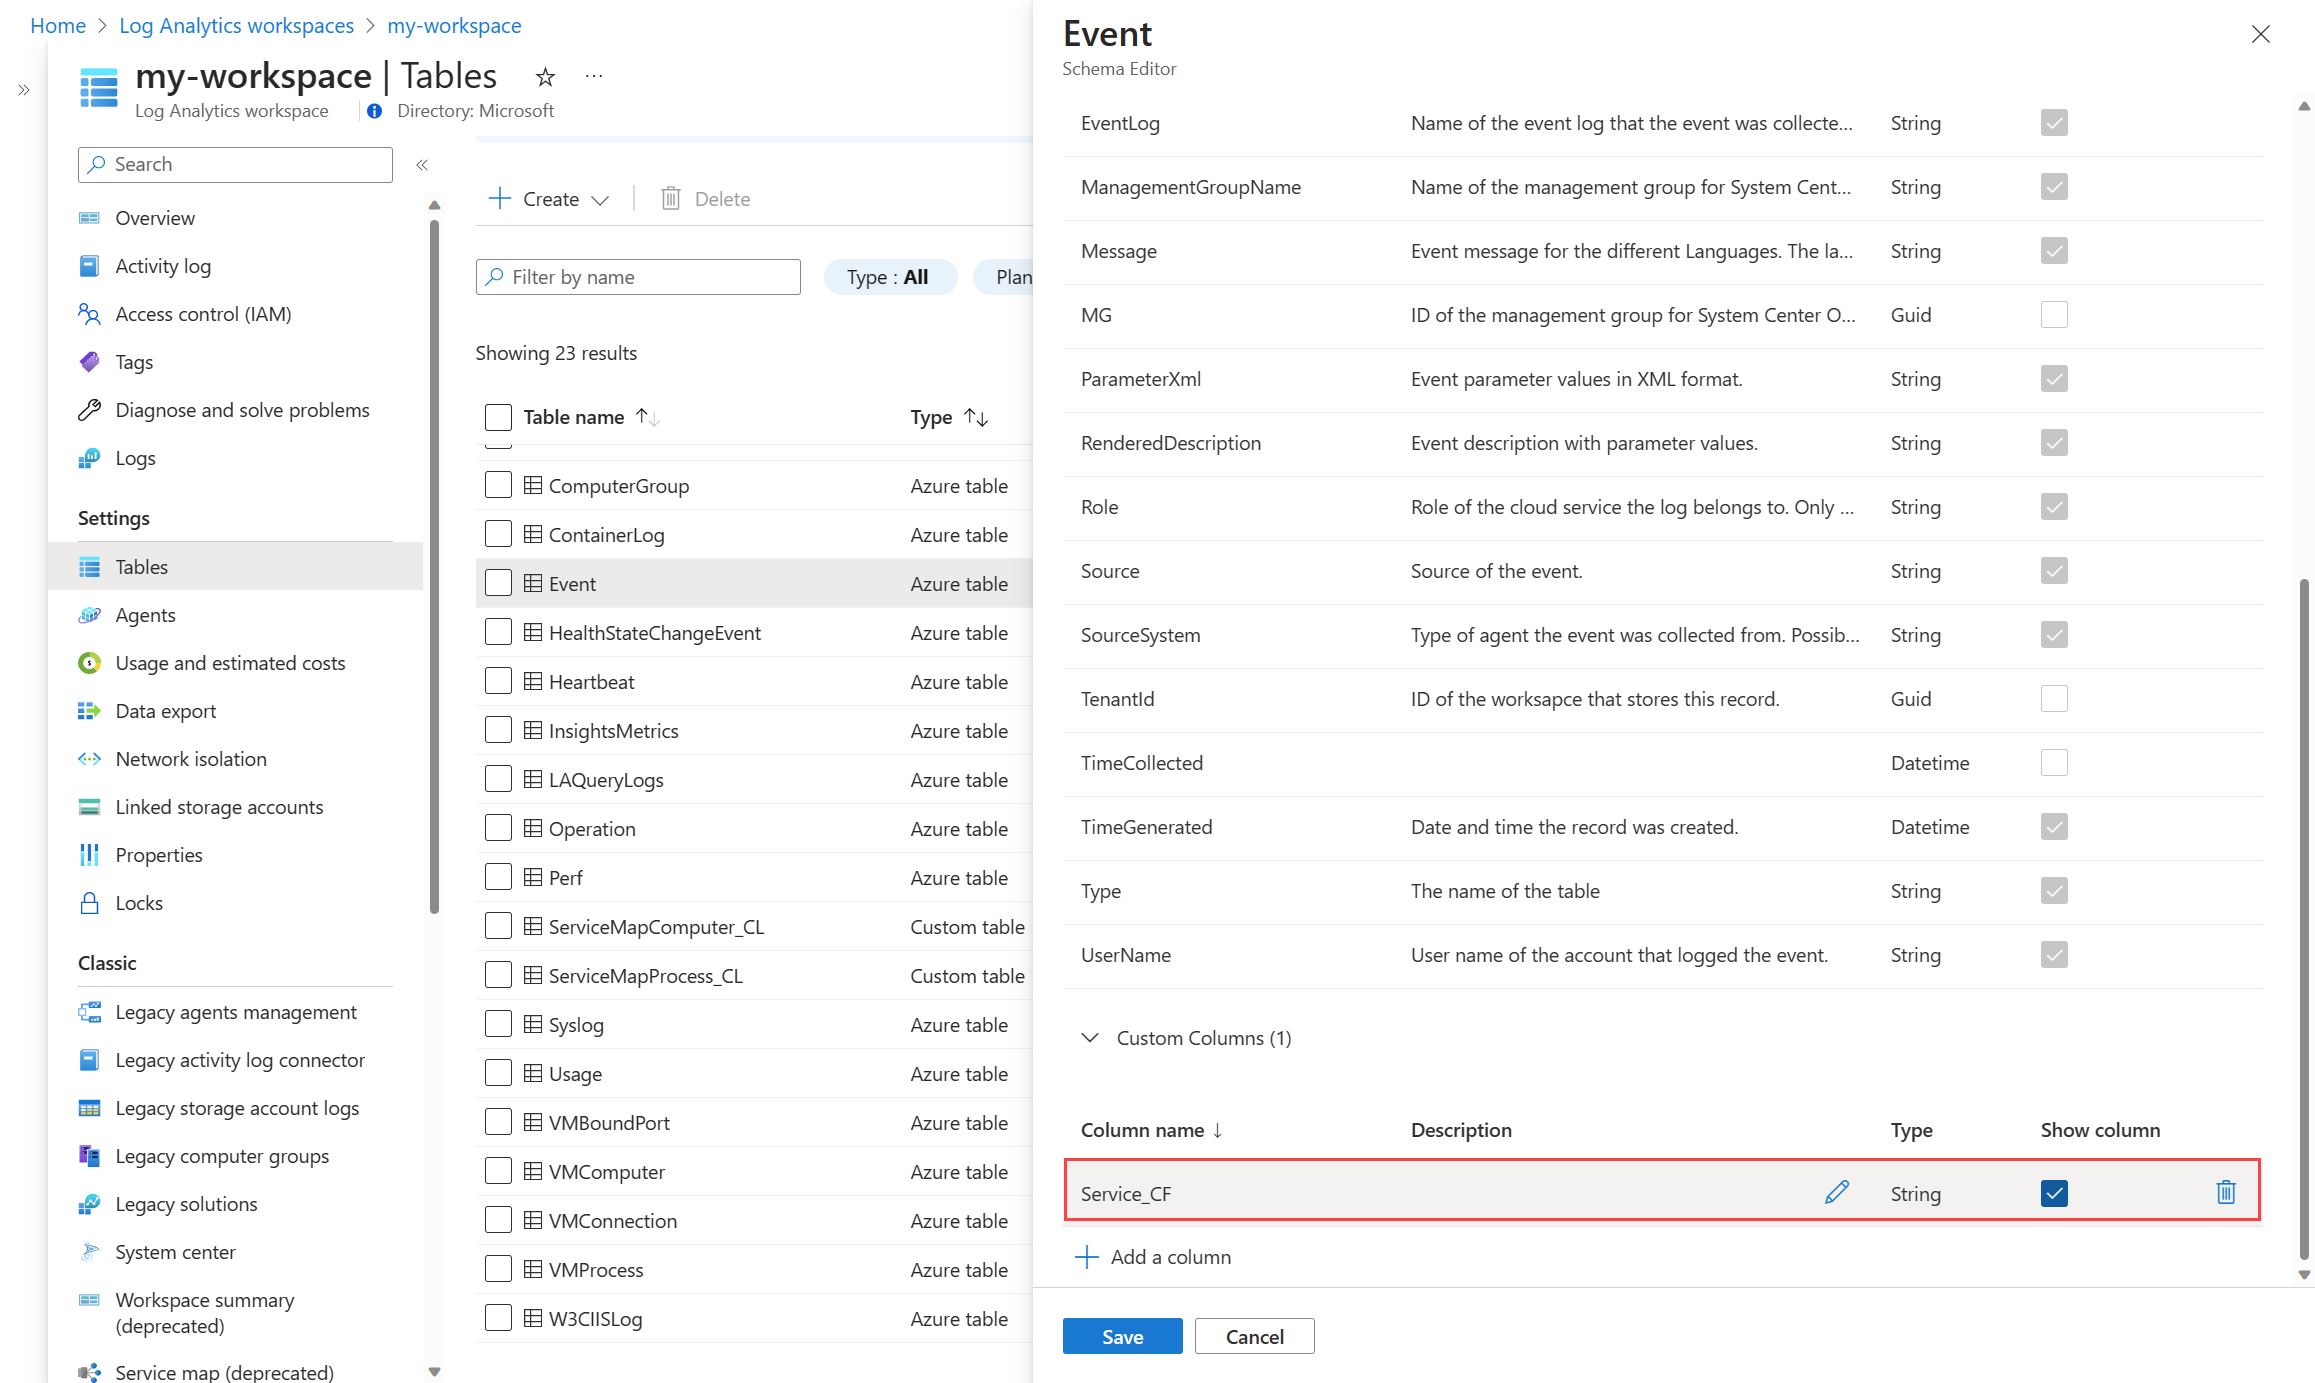 Home > Log Analytics workspaces > my-workspace
my-workspace | Tables
Log Analytics workspace
Directory: Microsoft
Search
Overview
Activity log
Access control (IAM)
Tags
Diagnose and solve problems
Logs
Settings
Tables
Agents
Usage and estimated costs
Data export
Network isolation
Linked storage accounts
Properties
Locks
Classic
Legacy agents management
Legacy activity log connector
Legacy storage account logs
Legacy computer groups
Legacy solutions
System center
Workspace summary
(deprecated)
Service map (deprecated)
Create
Delete
Filter by name
Type : All
Plan
Showing 23 results
Table name Type
ComputerGroup Azure table
ContainerLog Azure table
Event Azure table
HealthStateChangeEvent Azure table
Heartbeat Azure table
InsightsMetrics Azure table
LAQueryLogs Azure table
Operation Azure table
Perf Azure table
ServiceMapComputer_CL Custom table
ServiceMapProcess_CL Custom table
Syslog Azure table
Usage Azure table
VMBoundPort Azure table
VMComputer Azure table
VMConnection Azure table
VMProcess Azure table
W3CIISLog Azure table
Event
Schema Editor
EventLog Name of the event log that the event was collecte... String
ManagementGroupName Name of the management group for System Cent... String
Message Event message for the different Languages. The la... String
MG ID of the management group for System Center O... Guid
ParameterXml Event parameter values in XML format. String
RenderedDescription Event description with parameter values. String
Role Role of the cloud service the log belongs to. Only ... String
Source Source of the event. String
SourceSystem Type of agent the event was collected from. Possib... String
TenantId ID of the worksapce that stores this record. Guid
TimeCollected Datetime
TimeGenerated Date and time the record was created. Datetime
Type The name of the table String
UserName User name of the account that logged the event. String
Custom Columns (1)
Column name ↓ Description Type Show column
Service_CF String
Add a column
Save Cancel